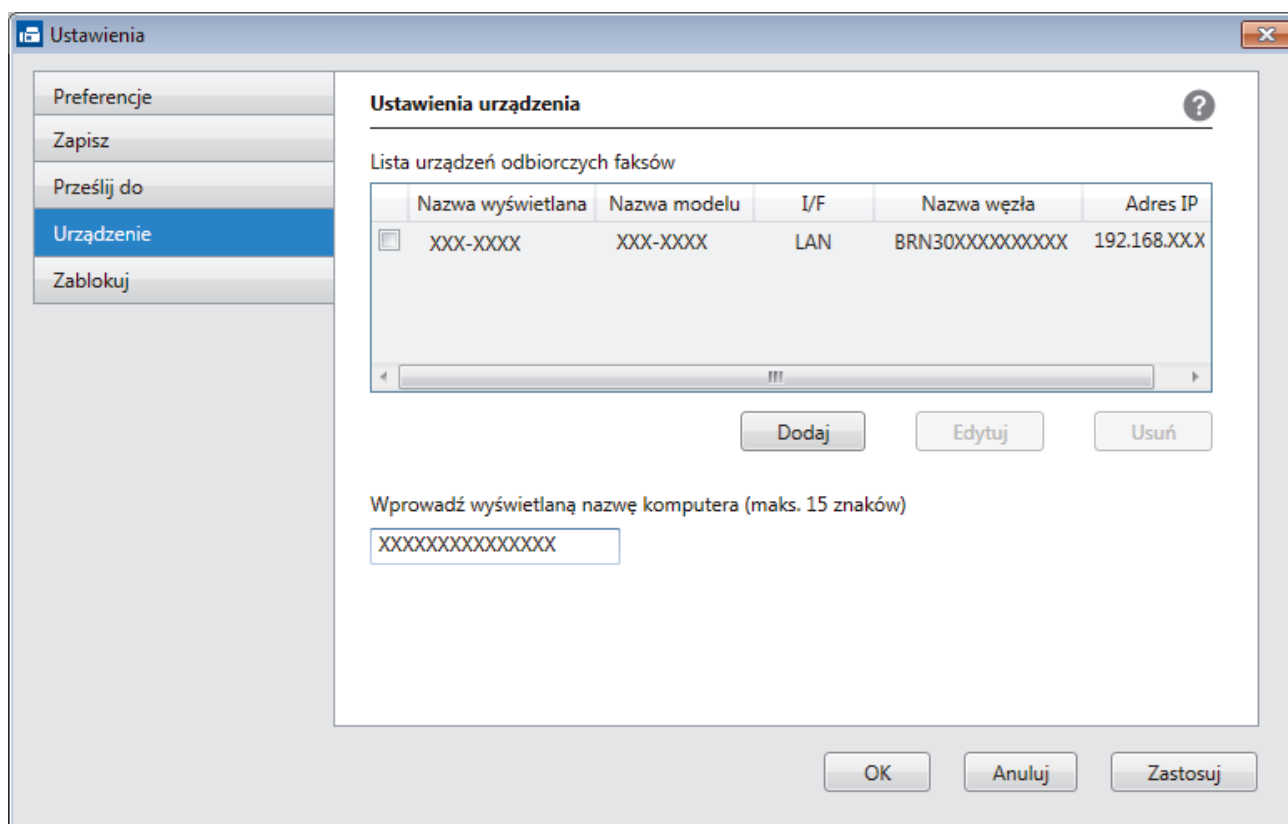 Ustawienia
Preferencje
Zapisz
Prześlij do
Urządzenie
Zablokuj
Ustawienia urządzenia
?
Lista urządzeń odbiorczych faksów
Nazwa wyświetlana Nazwa modelu I/F Nazwa węzła Adres IP
XXX-XXXX XXX-XXXX LAN BRN30XXXXXXXXXX 192.168.XX.X
Dodaj Edytuj Usuń
Wprowadź wyświetlaną nazwę komputera (maks. 15 znaków)
XXXXXXXXXXXXXXX
OK Anuluj Zastosuj